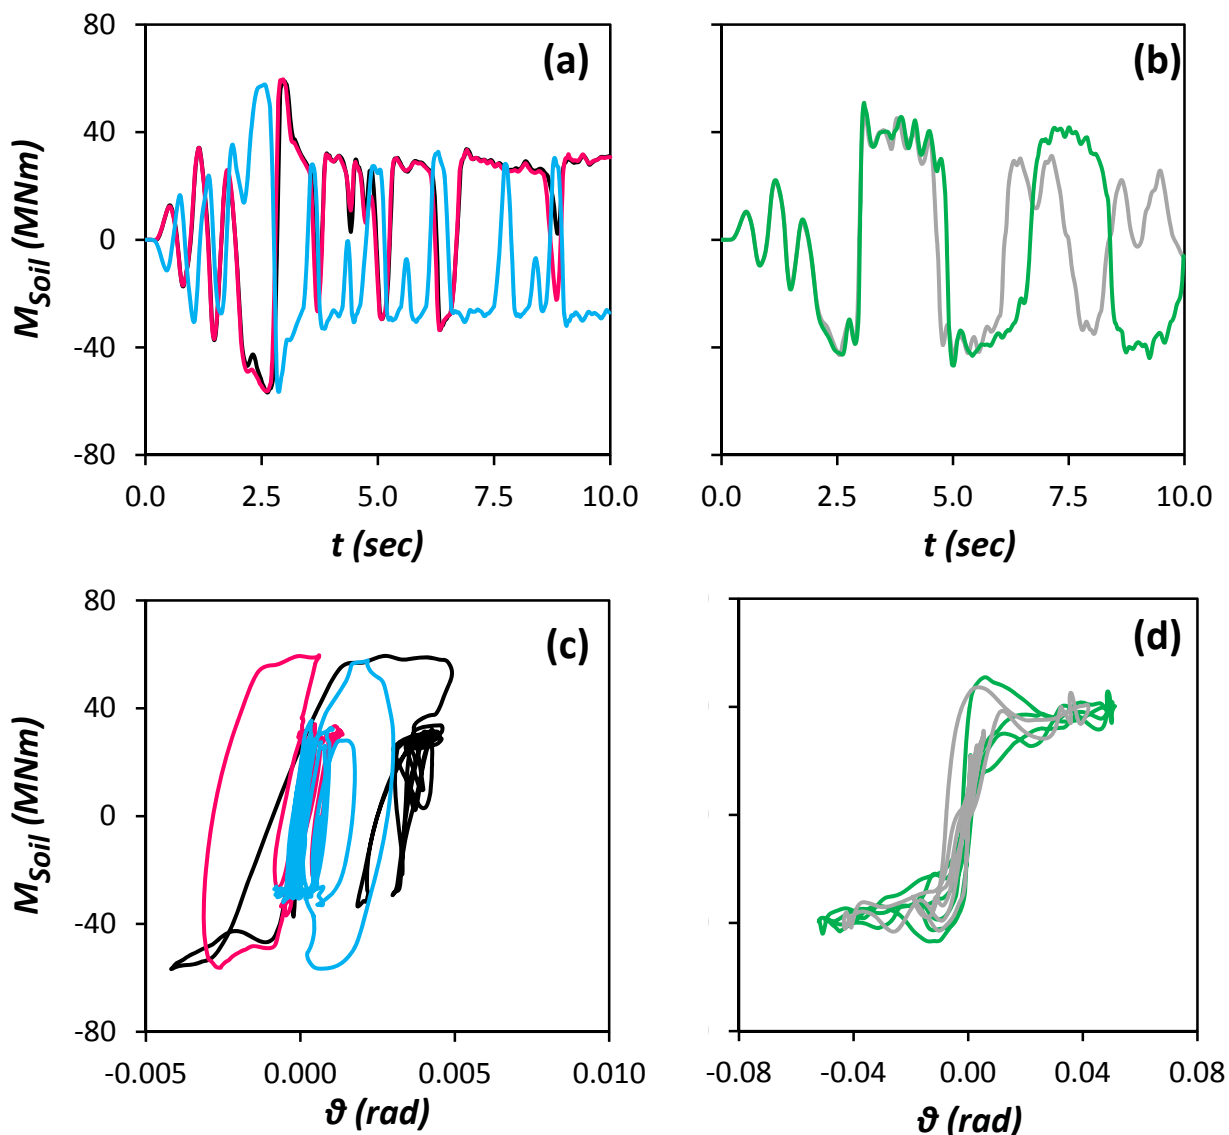 80
(a)
(b)
40
0
-40
-80
M_Soil (MNm)
0.0 2.5 5.0 7.5 10.0
0.0 2.5 5.0 7.5 10.0
t (sec)
t (sec)
80
(c)
(d)
40
0
-40
-80
M_Soil (MNm)
-0.005 0.000 0.005 0.010
-0.08 -0.04 0.00 0.04 0.08
ϑ (rad)
ϑ (rad)